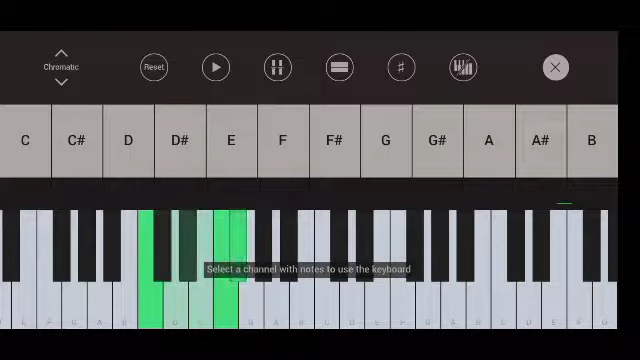 Chromatic
Reset
♯
C C# D D# E F F# G G# A A# B
Select a channel with notes to use the keyboard